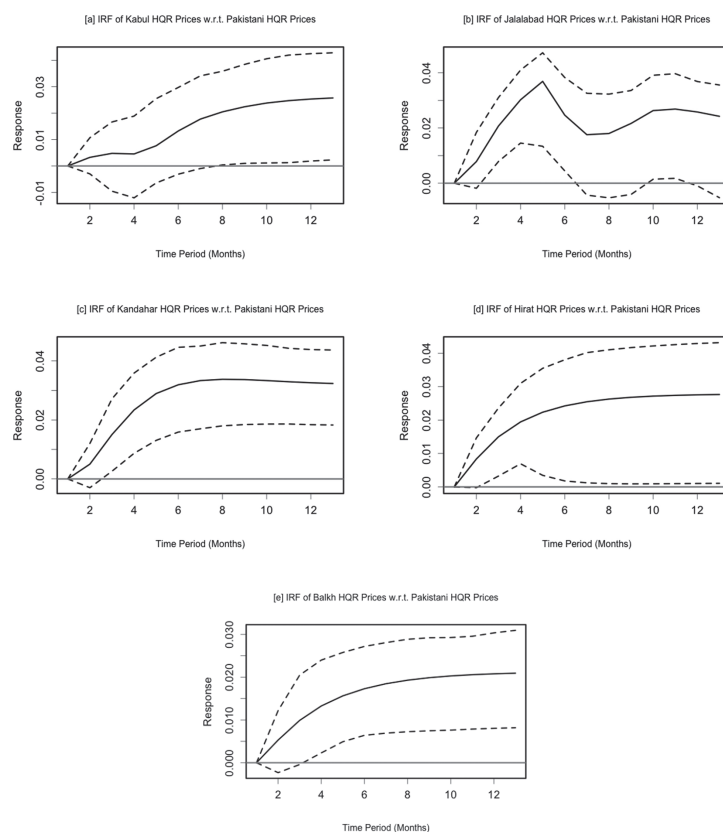 [a] IRF of Kabul HQR Prices w.r.t. Pakistani HQR Prices
Response
-0.01
0.01
0.03
2 4 6 8 10 12
Time Period (Months)
[b] IRF of Jalalabad HQR Prices w.r.t. Pakistani HQR Prices
Response
0.00
0.02
0.04
2 4 6 8 10 12
Time Period (Months)
[c] IRF of Kandahar HQR Prices w.r.t. Pakistani HQR Prices
Response
0.00
0.02
0.04
2 4 6 8 10 12
Time Period (Months)
[d] IRF of Hirat HQR Prices w.r.t. Pakistani HQR Prices
Response
0.00
0.01
0.02
0.03
0.04
2 4 6 8 10 12
Time Period (Months)
[e] IRF of Balkh HQR Prices w.r.t. Pakistani HQR Prices
Response
0.000
0.010
0.020
0.030
2 4 6 8 10 12
Time Period (Months)